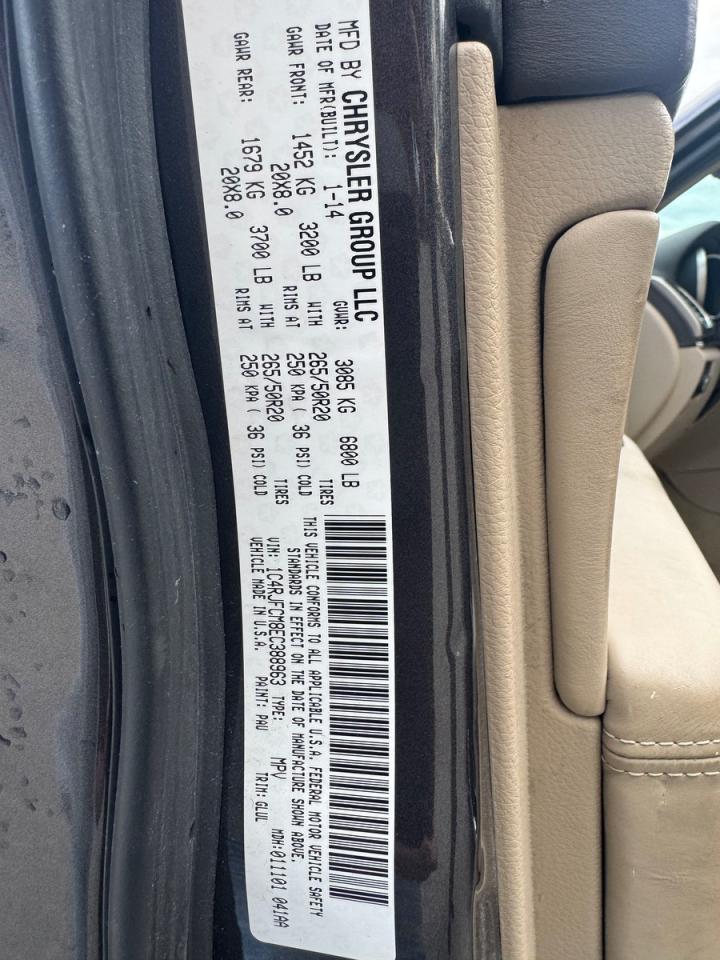 MFD BY CHRYSLER GROUP LLC
DATE OF MFR(BUILT): 1-14 GVWR: 3085 KG 6800 LB
GAWR FRONT: 1452 KG 3200 LB WITH 265/50R20 TIRES
20X8.0 RIMS AT 250 KPA ( 36 PSI) COLD
GAWR REAR: 1679 KG 3700 LB WITH 265/50R20 TIRES
20X8.0 RIMS AT 250 KPA ( 36 PSI) COLD
THIS VEHICLE CONFORMS TO ALL APPLICABLE U.S.A. FEDERAL MOTOR VEHICLE SAFETY
STANDARDS IN EFFECT ON THE DATE OF MANUFACTURE SHOWN ABOVE.
VIN: 1C4RJFCM8EC388963 TYPE: MPV MDH:011101 041AA
VEHICLE MADE IN U.S.A. PAINT: PAU TRIM: GLUL